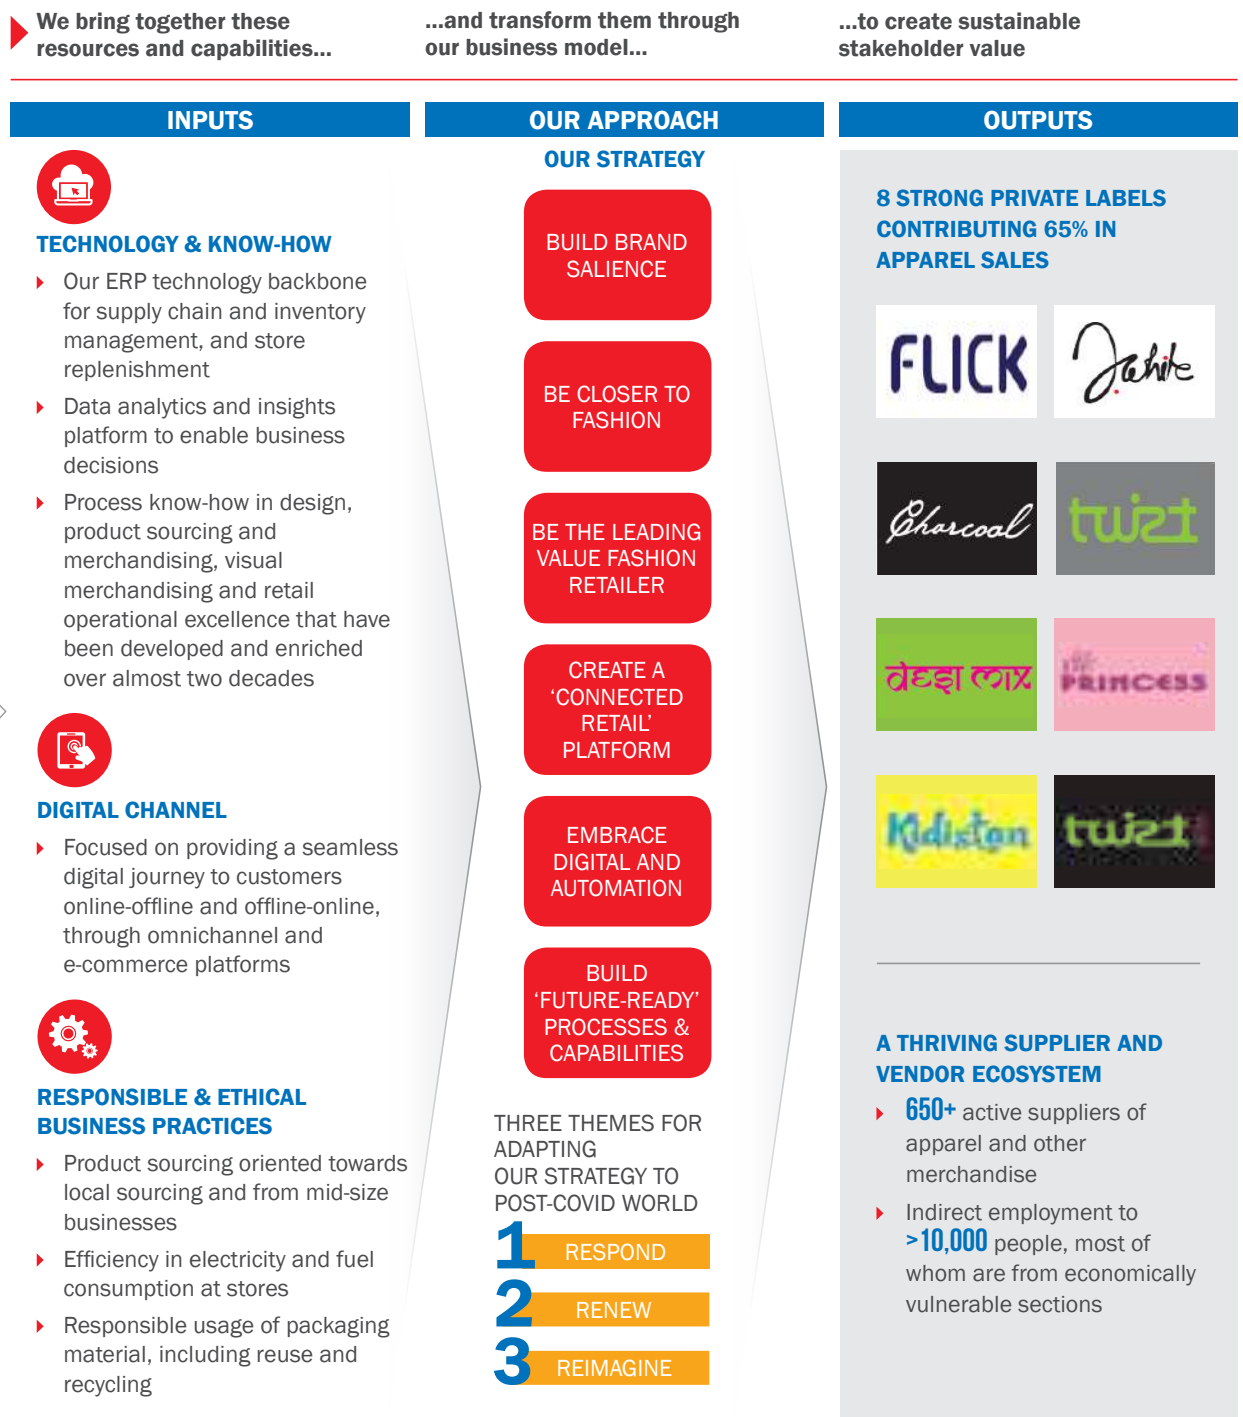 We bring together these
resources and capabilities...
...and transform them through
our business model...
...to create sustainable
stakeholder value
INPUTS
TECHNOLOGY & KNOW-HOW
Our ERP technology backbone
for supply chain and inventory
management, and store
replenishment
Data analytics and insights
platform to enable business
decisions
Process know-how in design,
product sourcing and
merchandising, visual
merchandising and retail
operational excellence that have
been developed and enriched
over almost two decades
DIGITAL CHANNEL
Focused on providing a seamless
digital journey to customers
online-offline and offline-online,
through omnichannel and
e-commerce platforms
RESPONSIBLE & ETHICAL
BUSINESS PRACTICES
Product sourcing oriented towards
local sourcing and from mid-size
businesses
Efficiency in electricity and fuel
consumption at stores
Responsible usage of packaging
material, including reuse and
recycling
OUR APPROACH
OUR STRATEGY
BUILD BRAND
SALIENCE
BE CLOSER TO
FASHION
BE THE LEADING
VALUE FASHION
RETAILER
CREATE A
‘CONNECTED
RETAIL’
PLATFORM
EMBRACE
DIGITAL AND
AUTOMATION
BUILD
‘FUTURE-READY’
PROCESSES &
CAPABILITIES
THREE THEMES FOR
ADAPTING
OUR STRATEGY TO
POST-COVID WORLD
1 RESPOND
2 RENEW
3 REIMAGINE
OUTPUTS
8 STRONG PRIVATE LABELS
CONTRIBUTING 65% IN
APPAREL SALES
FLICK
Charcoal
twist
desi mix
PRINCESS
Kidistan
twist
A THRIVING SUPPLIER AND
VENDOR ECOSYSTEM
650+ active suppliers of
apparel and other
merchandise
Indirect employment to
>10,000 people, most of
whom are from economically
vulnerable sections